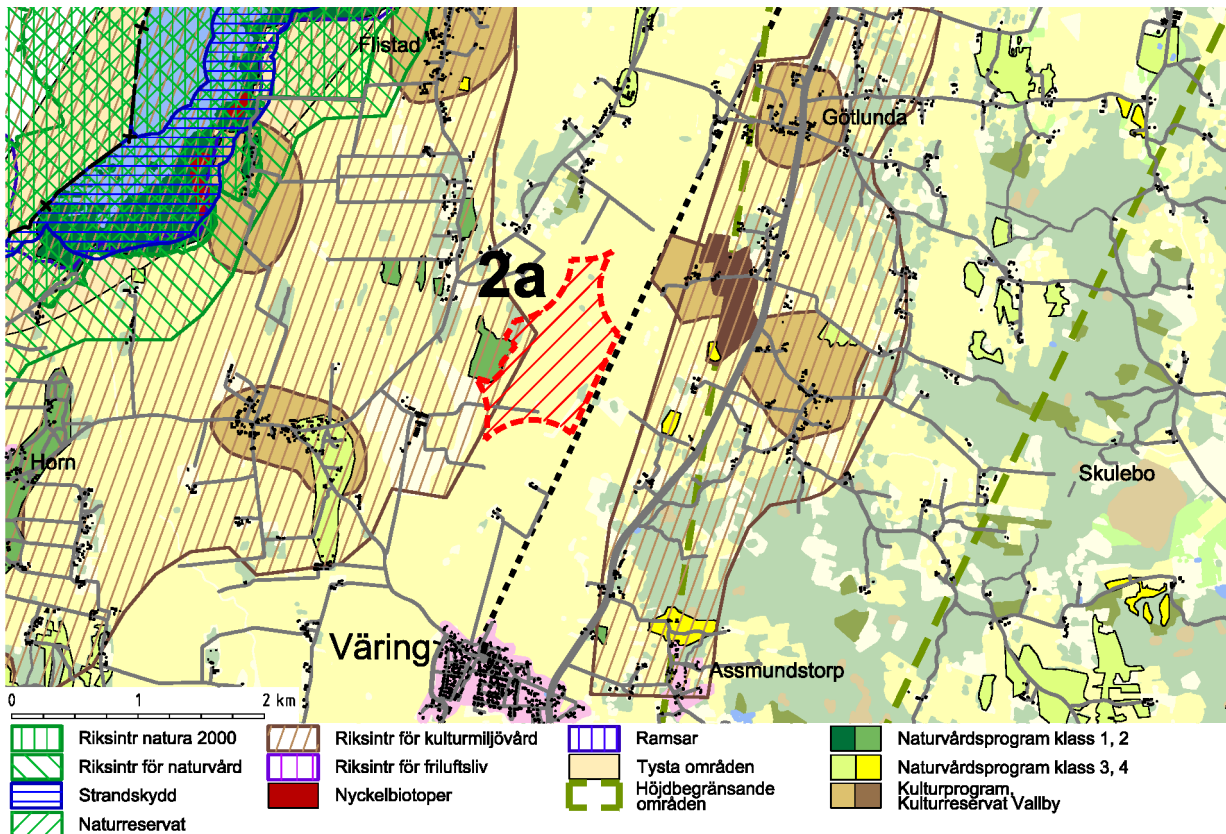 Flistad
Götlunda
2a
Horn
Skulebo
Väring
Assmundstorp
0 1 2 km
Riksintr natura 2000
Riksintr för naturvård
Strandskydd
Naturreservat
Riksintr för kulturmiljövård
Riksintr för friluftsliv
Nyckelbiotoper
Ramsar
Tysta områden
Höjdbegränsande
områden
Naturvårdsprogram klass 1, 2
Naturvårdsprogram klass 3, 4
Kulturprogram,
Kulturreservat Vallby